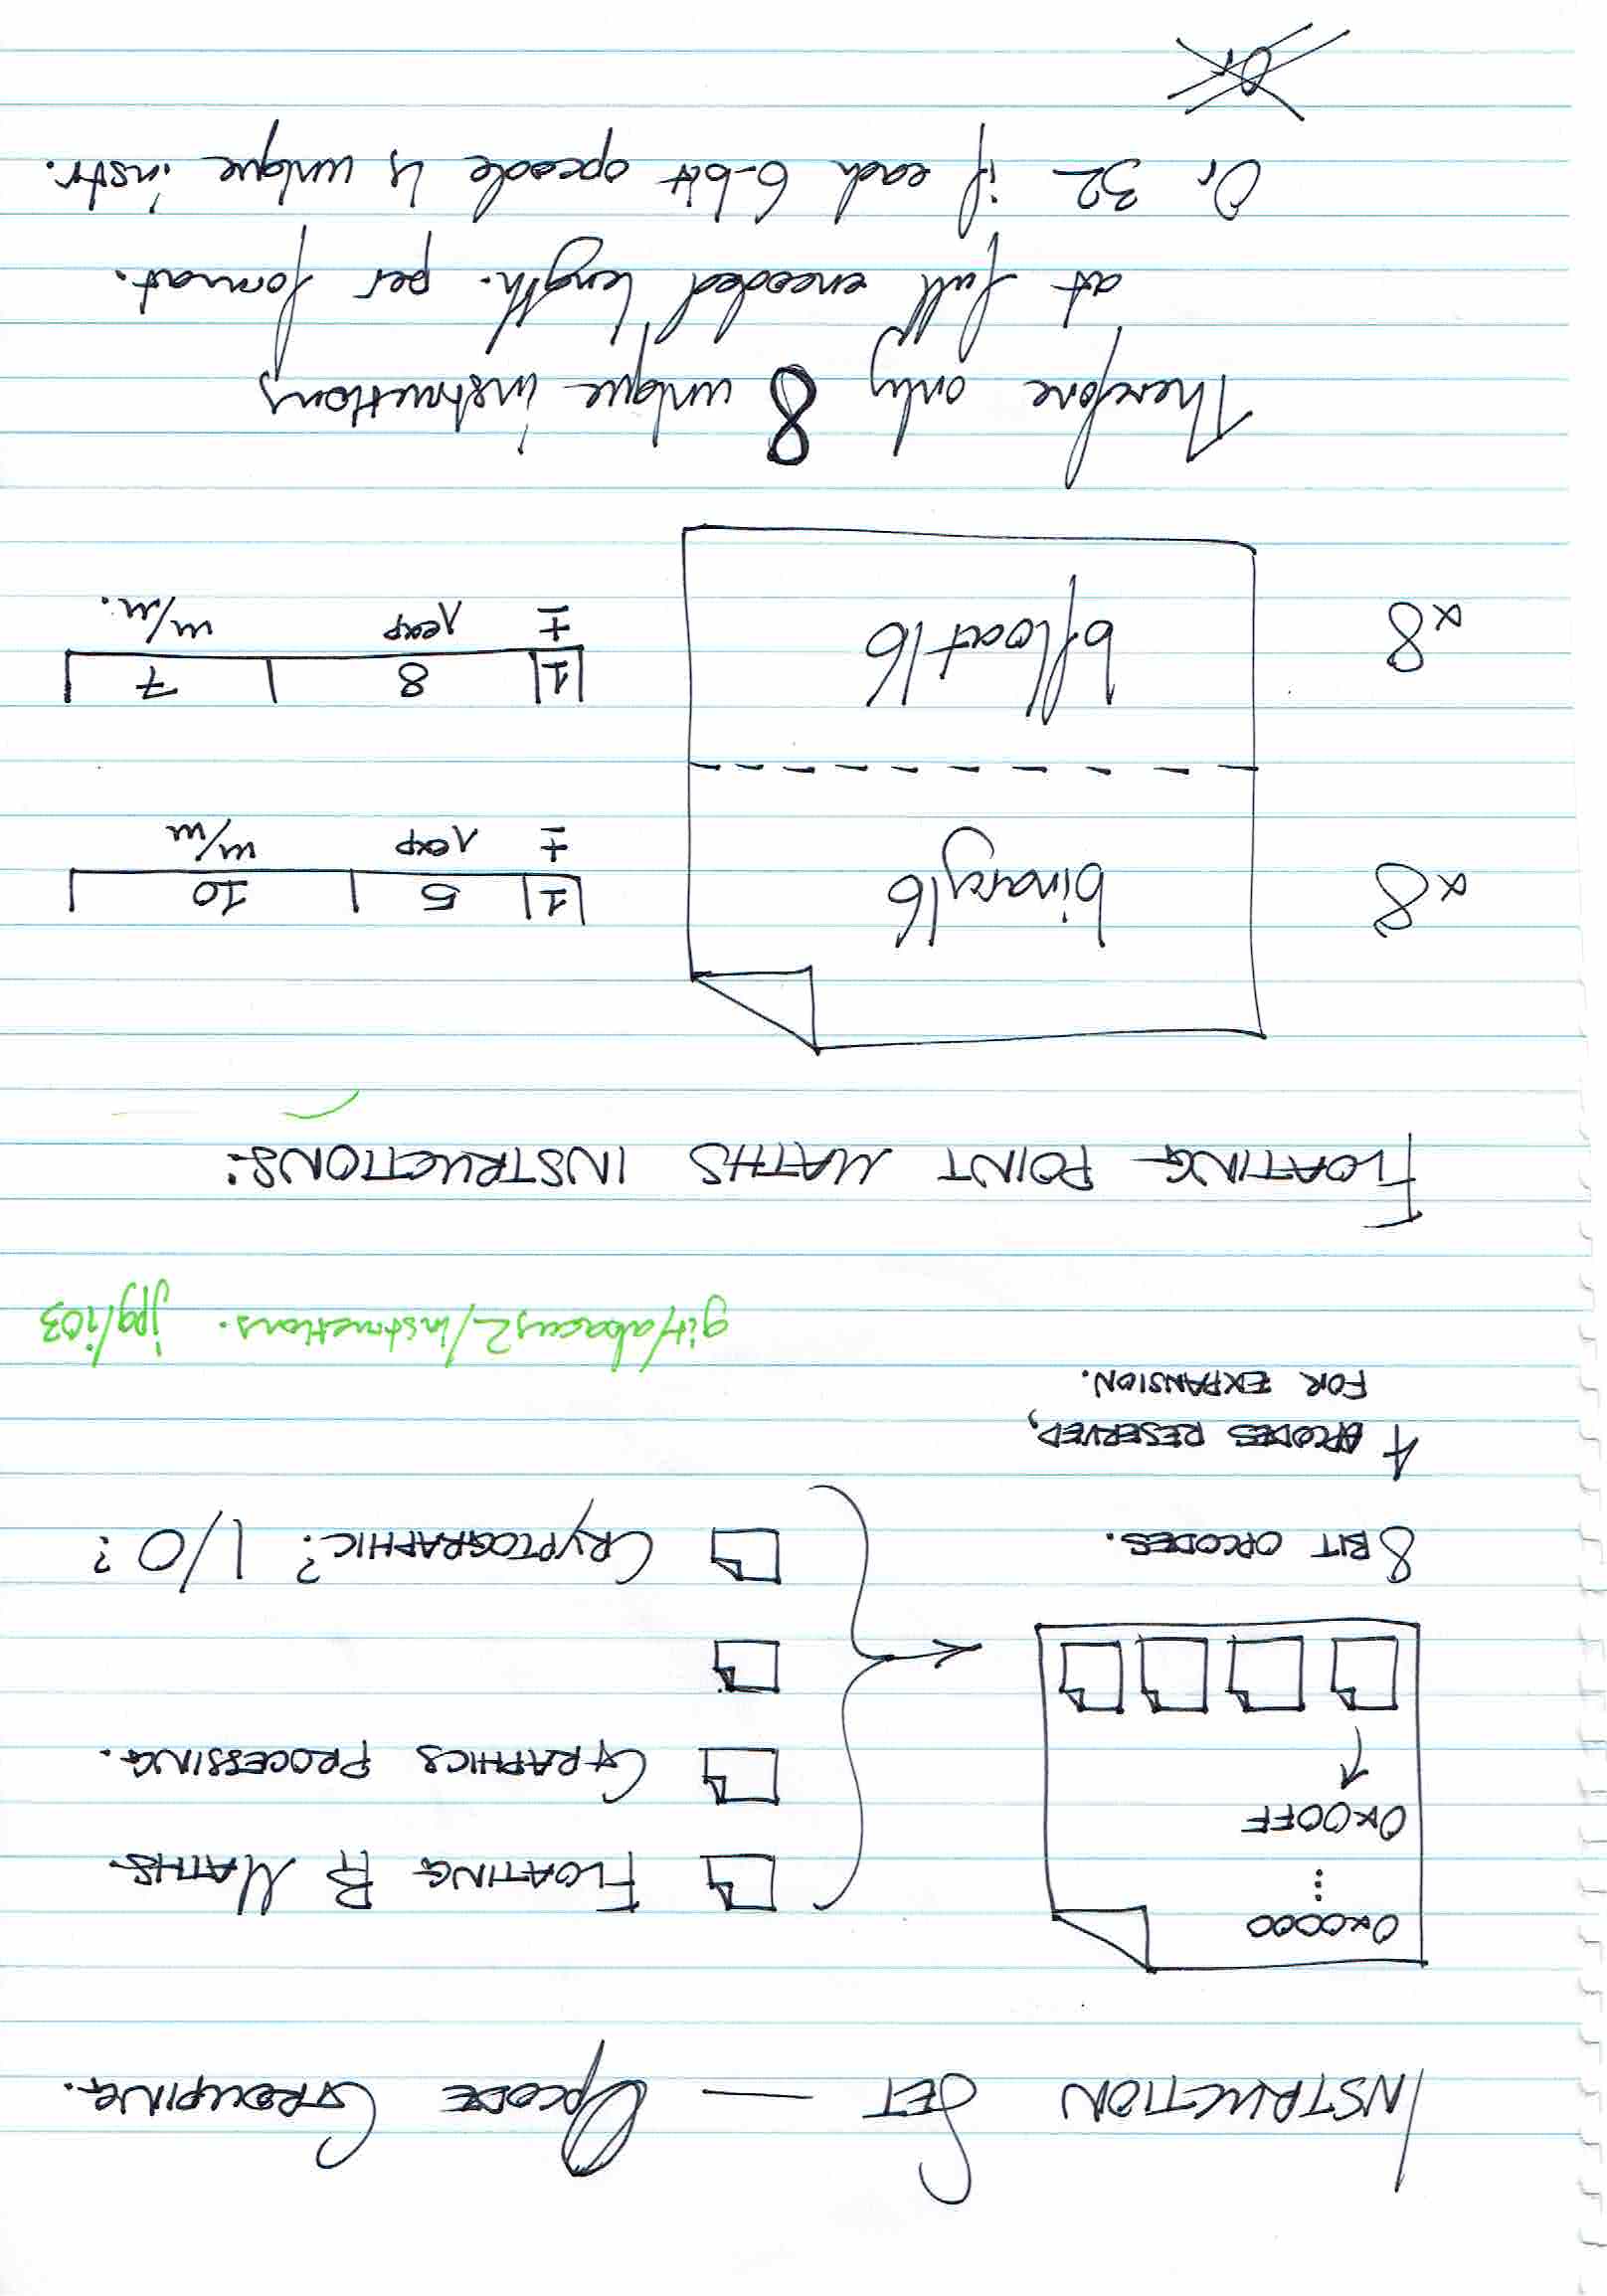 INSTRUCTION SET — OPCODE GROUPING.
0x0000
⋮
0x00FF
8 BIT OPCODES.
4 OPCODES RESERVED,
FOR EXPANSION.
FLOATING PT MATHS.
GRAPHICS PROCESSING.
CRYPTOGRAPHIC? I/O?
git/abacus2/instructions. jpg/i03
FLOATING POINT MATHS INSTRUCTIONS:
×8 binary16
1 5 10
± ^exp m/m
×8 bfloat16
1 8 7
± ^exp m/m.
Therefore only 8 unique instructions
at full encoded length. per format.
Or 32 if each 6-bit opcode is unique instr.
Or